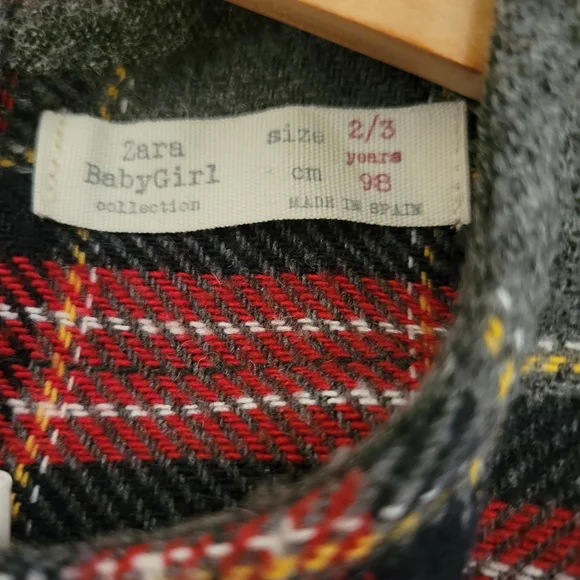 Zara
BabyGirl
collection
size 2/3
years
cm 98
MADE IN SPAIN